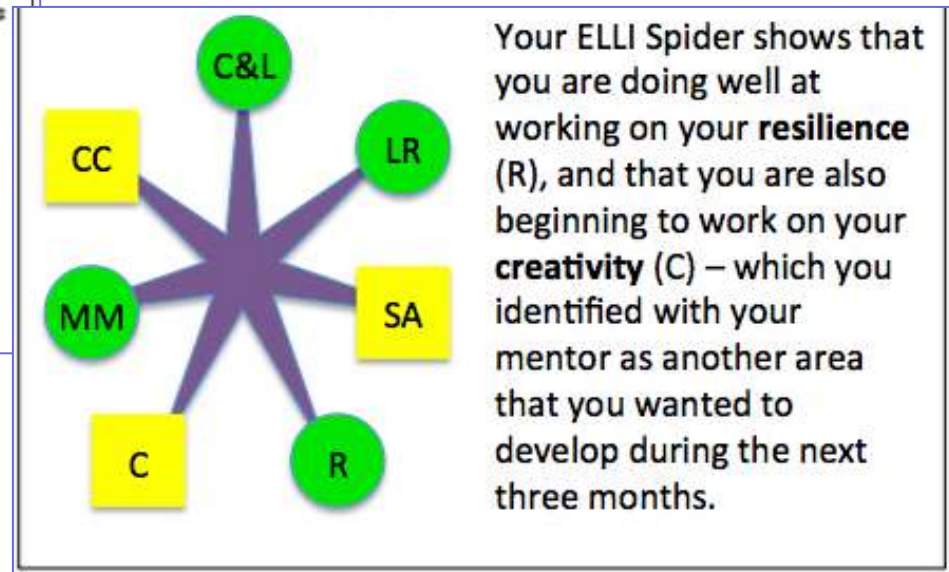 C&L
LR
CC
SA
MM
C
R
Your ELLI Spider shows that
you are doing well at
working on your resilience
(R), and that you are also
beginning to work on your
creativity (C) – which you
identified with your
mentor as another area
that you wanted to
develop during the next
three months.